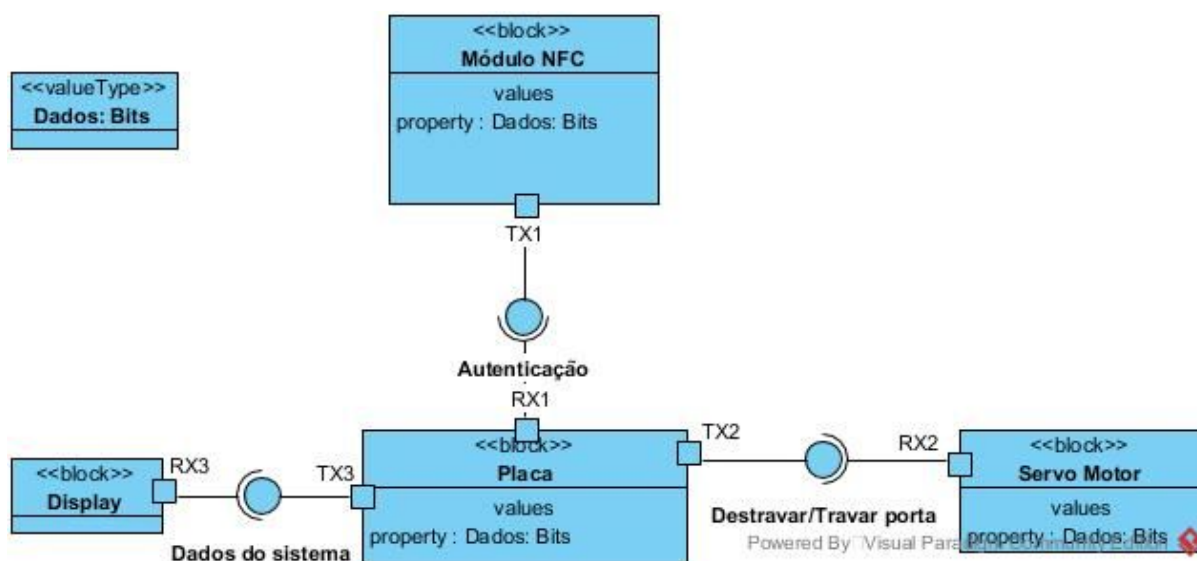 <<block>>
Módulo NFC
values
property : Dados: Bits
<<valueType>>
Dados: Bits
TX1
Autenticação
RX1
<<block>>
Display
RX3
TX3
Dados do sistema
<<block>>
Placa
values
property : Dados: Bits
TX2
RX2
Destravar/Travar porta
<<block>>
Servo Motor
values
property : Dados: Bits
Powered By Visual Paradigm Community Edition